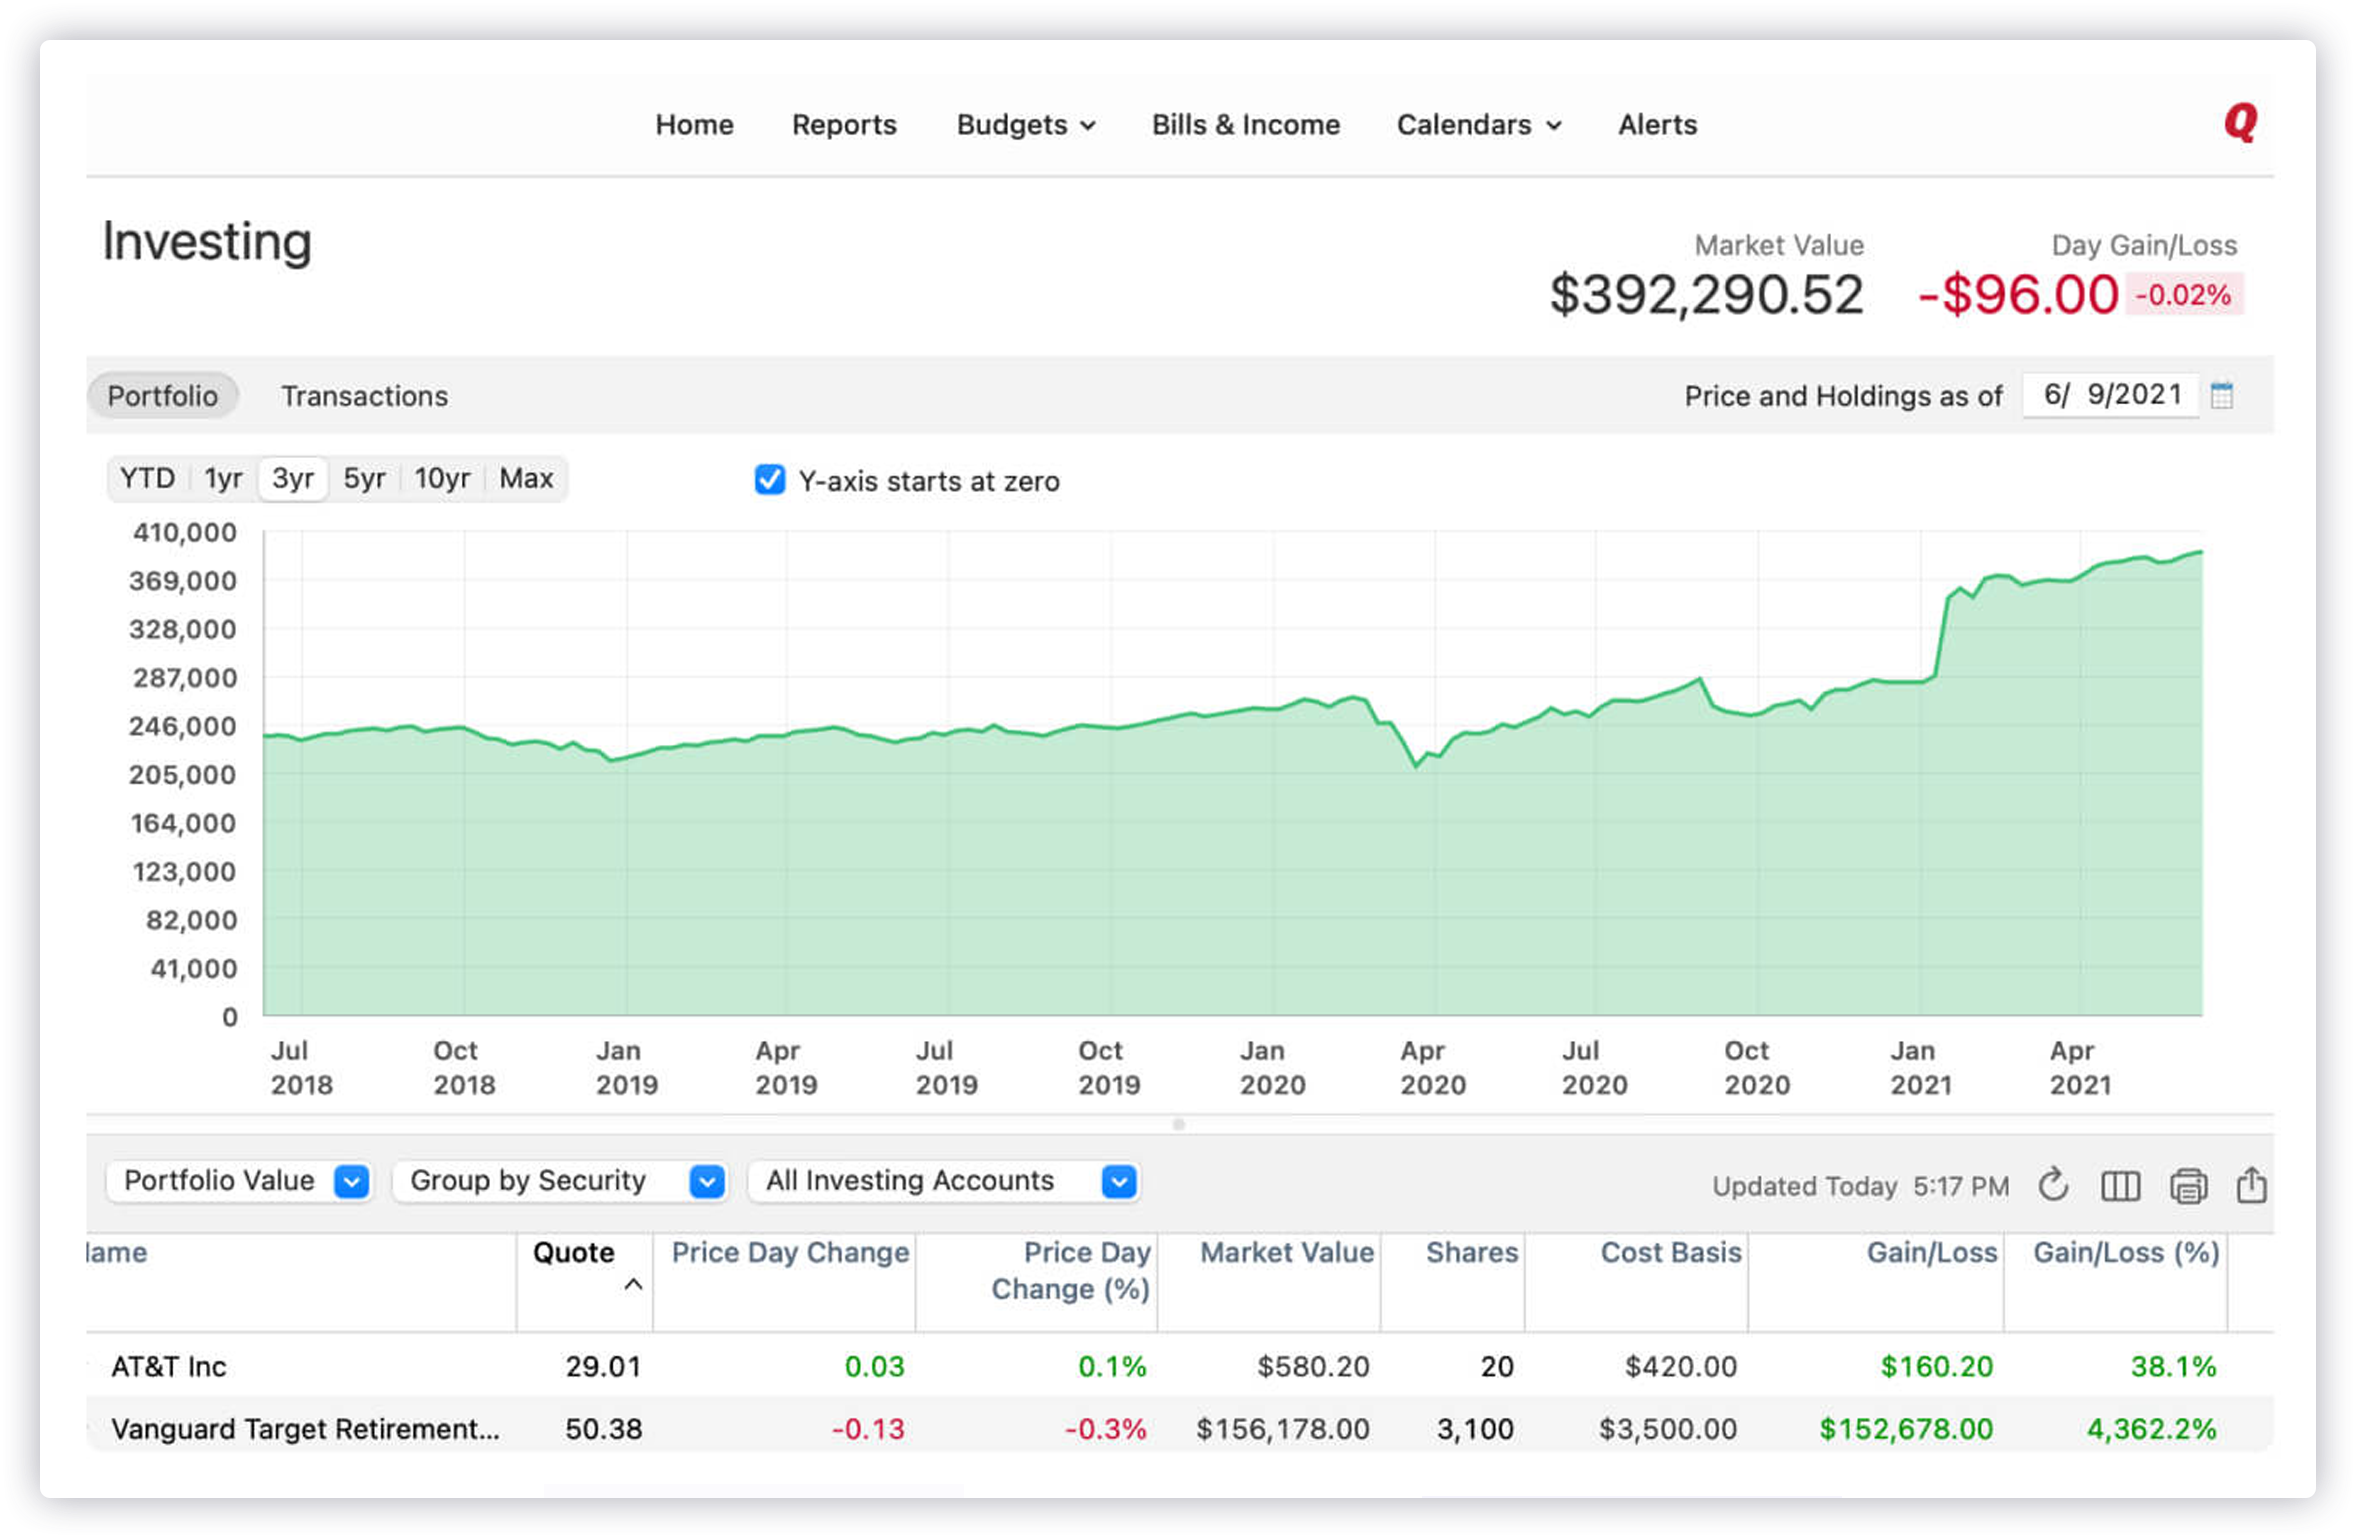 Home Reports Budgets Bills & Income Calendars Alerts Q
Investing
Market Value Day Gain/Loss
$392,290.52 -$96.00 -0.02%
Portfolio Transactions Price and Holdings as of 6/ 9/2021
YTD 1yr 3yr 5yr 10yr Max Y-axis starts at zero
410,000
369,000
328,000
287,000
246,000
205,000
164,000
123,000
82,000
41,000
0
Jul Oct Jan Apr Jul Oct Jan Apr Jul Oct Jan Apr
2018 2018 2019 2019 2019 2019 2020 2020 2020 2020 2021 2021
Portfolio Value Group by Security All Investing Accounts Updated Today 5:17 PM
ame Quote Price Day Change Price Day Market Value Shares Cost Basis Gain/Loss Gain/Loss (%)
Change (%)
AT&T Inc 29.01 0.03 0.1% $580.20 20 $420.00 $160.20 38.1%
Vanguard Target Retirement... 50.38 -0.13 -0.3% $156,178.00 3,100 $3,500.00 $152,678.00 4,362.2%